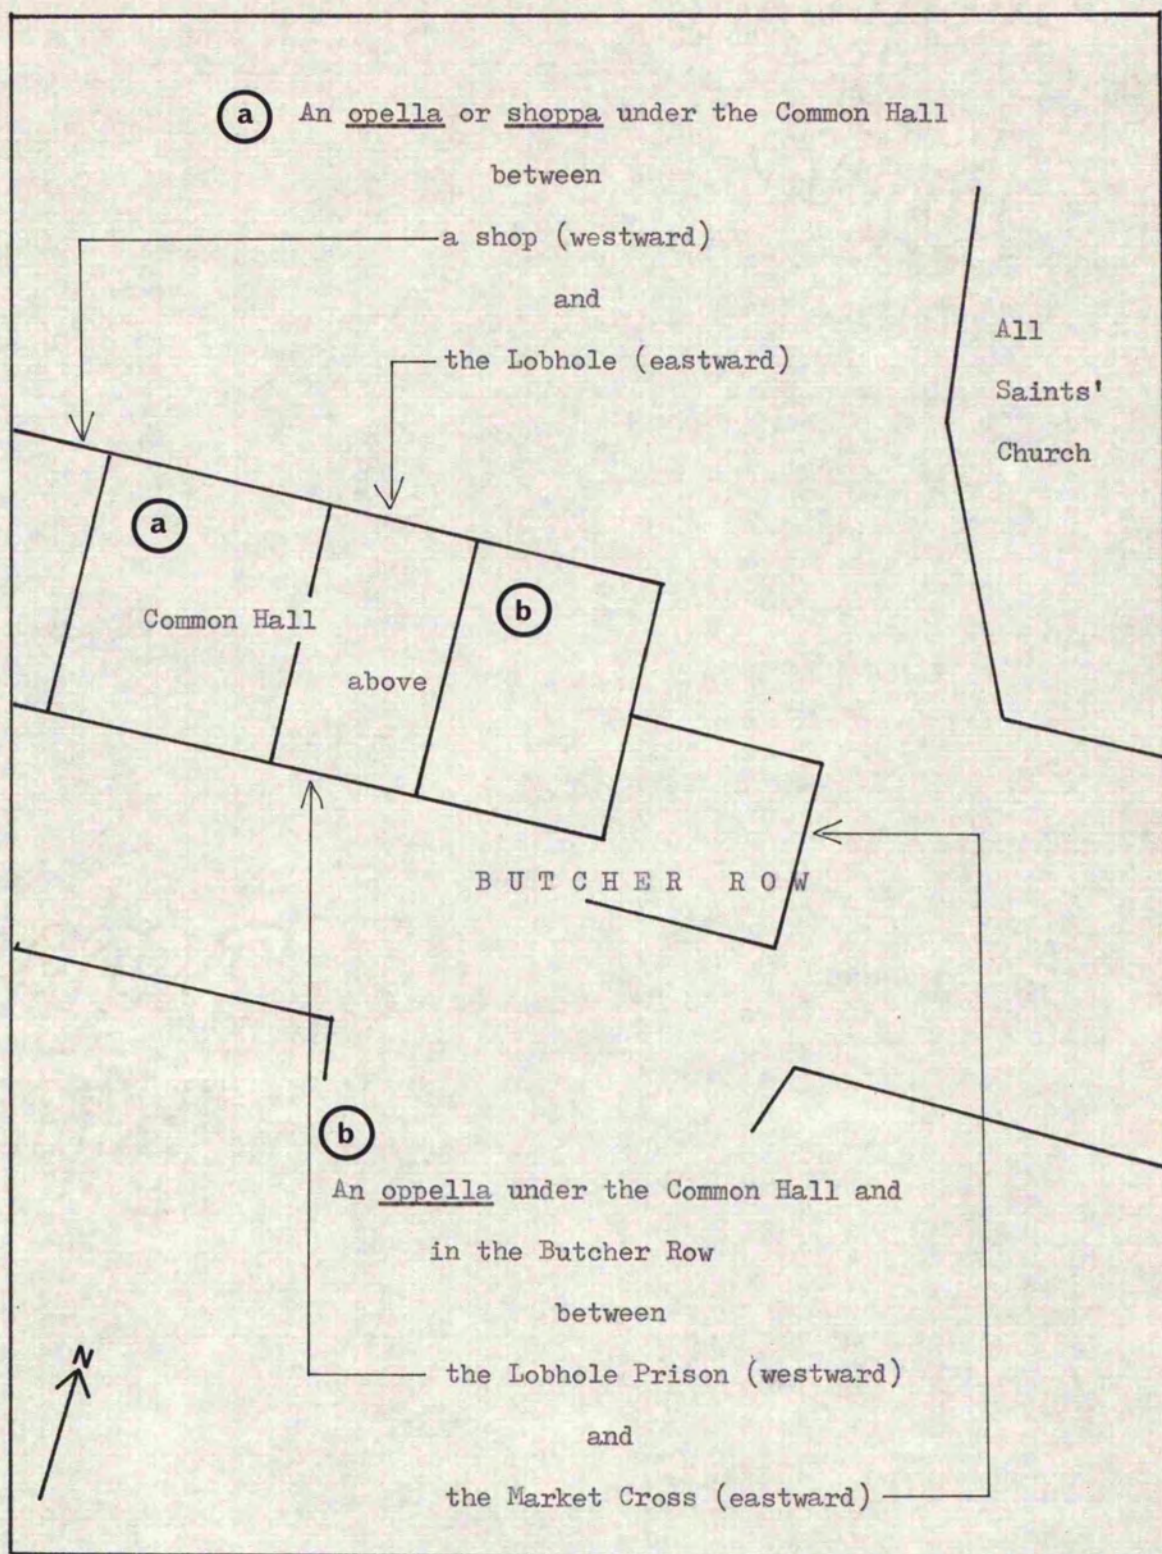 a An opella or shoppa under the Common Hall
between
a shop (westward)
and
the Lobhole (eastward)
All
Saints'
Church
a
Common Hall
b
above
BUTCHER ROW
b
An oppella under the Common Hall and
in the Butcher Row
between
the Lobhole Prison (westward)
and
the Market Cross (eastward)
N